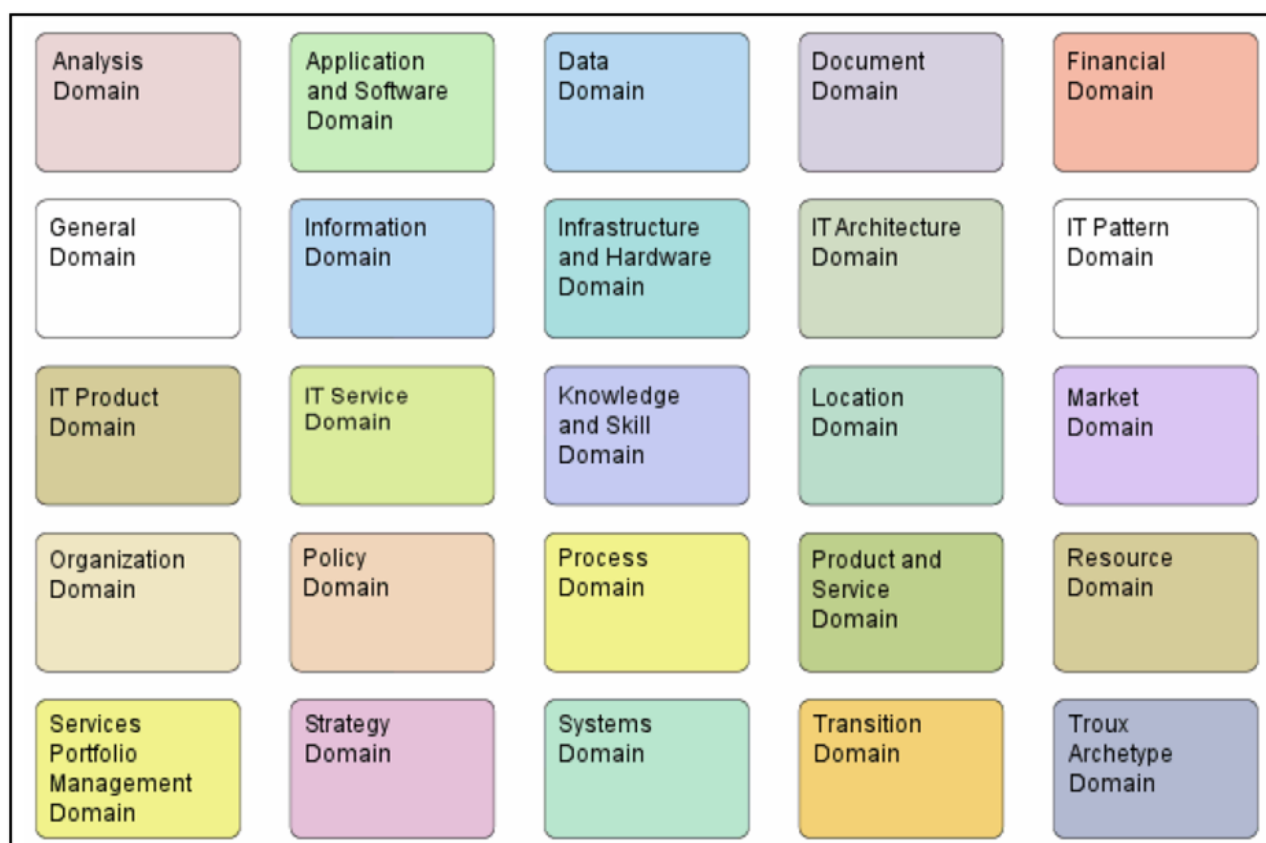 Analysis
Domain
Application
and Software
Domain
Data
Domain
Document
Domain
Financial
Domain
General
Domain
Information
Domain
Infrastructure
and Hardware
Domain
IT Architecture
Domain
IT Pattern
Domain
IT Product
Domain
IT Service
Domain
Knowledge
and Skill
Domain
Location
Domain
Market
Domain
Organization
Domain
Policy
Domain
Process
Domain
Product and
Service
Domain
Resource
Domain
Services
Portfolio
Management
Domain
Strategy
Domain
Systems
Domain
Transition
Domain
Troux
Archetype
Domain